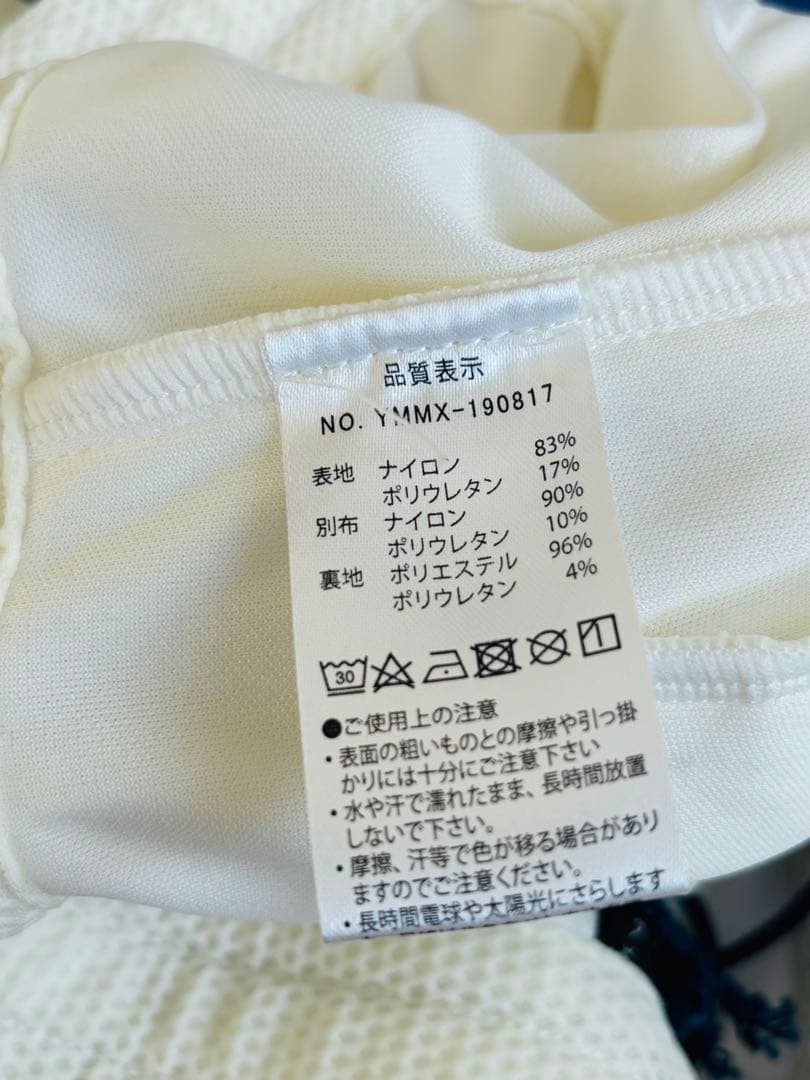 品質表示
NO. YMMX-190817
表地 ナイロン 83%
ポリウレタン 17%
別布 ナイロン 90%
ポリウレタン 10%
裏地 ポリエステル 96%
ポリウレタン 4%
30
●ご使用上の注意
・表面の粗いものとの摩擦や引っ掛
かりには十分にご注意下さい
・水や汗で濡れたまま、長時間放置
しないで下さい。
・摩擦、汗等で色が移る場合があり
ますのでご注意ください。
・長時間電球や太陽光にさらします